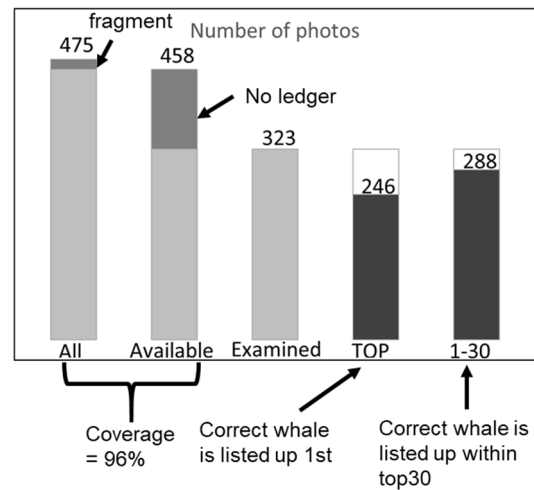 fragment
Number of photos
475
458
No ledger
323
246
288
All
Available
Examined
TOP
1-30
Coverage
= 96%
Correct whale
is listed up 1st
Correct whale is
listed up within
top30